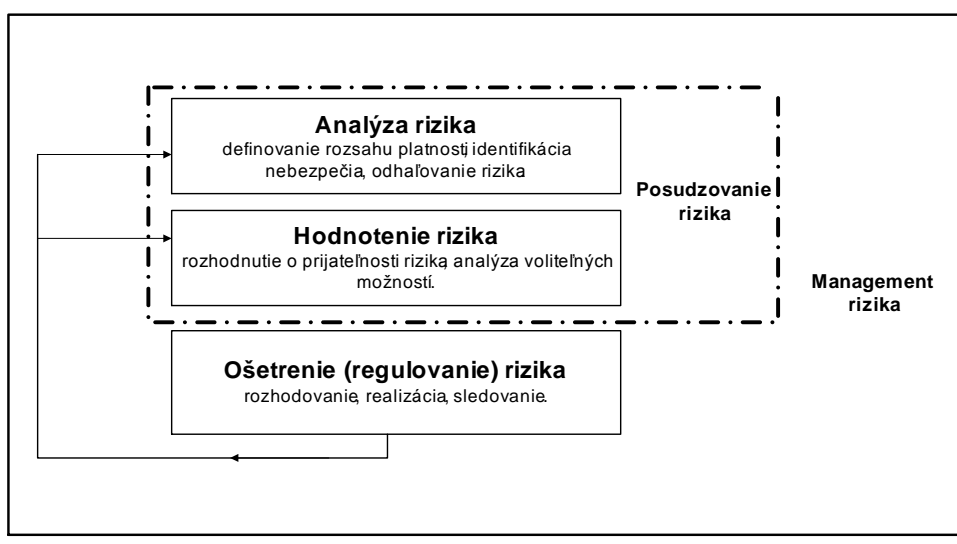 Analýza rizika
definovanie rozsahu platnosti, identifikácia
nebezpečia, odhaľovanie rizika.
Posudzovanie
rizika
Hodnotenie rizika
rozhodnutie o prijateľnosti rizika, analýza voliteľných
možností.
Management
rizika
Ošetrenie (regulovanie) rizika
rozhodovanie, realizácia, sledovanie.